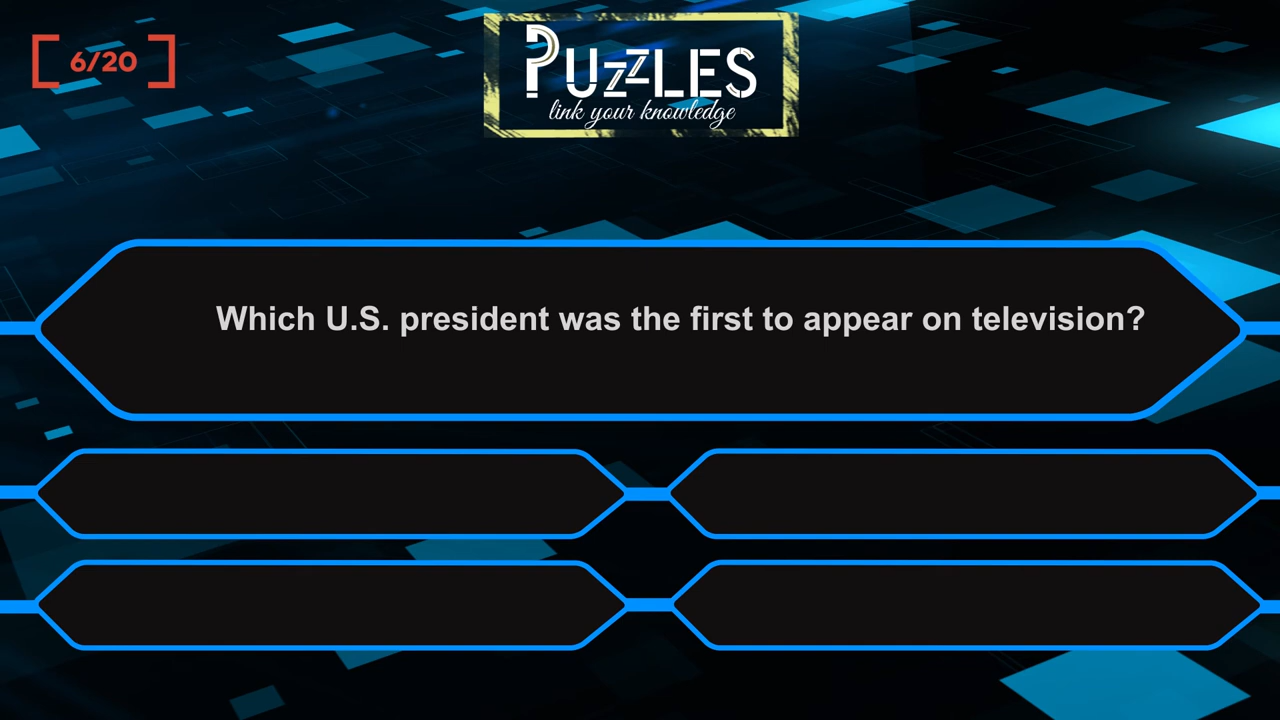 6/20
PUZZLES
link your knowledge
Which U.S. president was the first to appear on television?